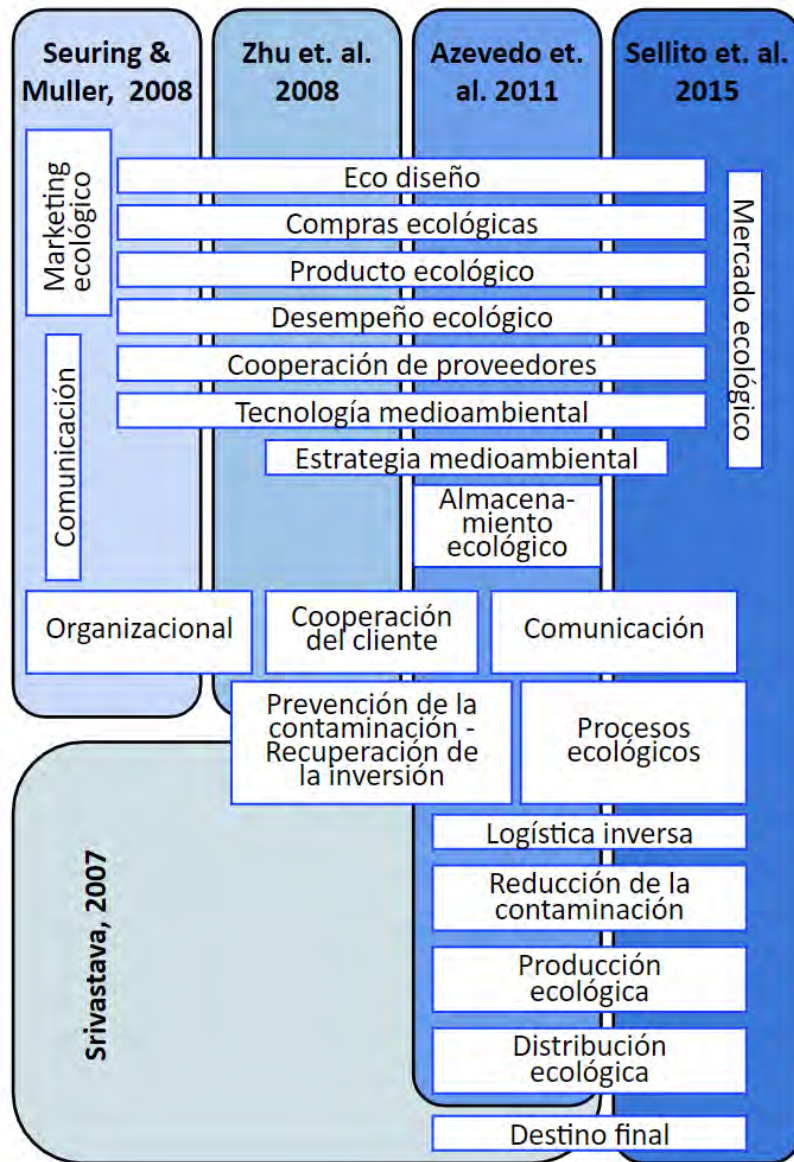 Seuring &
Muller, 2008
Zhu et. al.
2008
Azevedo et.
al. 2011
Sellito et. al.
2015
Marketing
ecológico
Eco diseño
Compras ecológicas
Producto ecológico
Desempeño ecológico
Cooperación de proveedores
Tecnología medioambiental
Mercado ecológico
Comunicación
Estrategia medioambiental
Almacena-
miento
ecológico
Organizacional
Cooperación
del cliente
Comunicación
Prevención de la
contaminación -
Recuperación de
la inversión
Procesos
ecológicos
Srivastava, 2007
Logística inversa
Reducción de la
contaminación
Producción
ecológica
Distribución
ecológica
Destino final